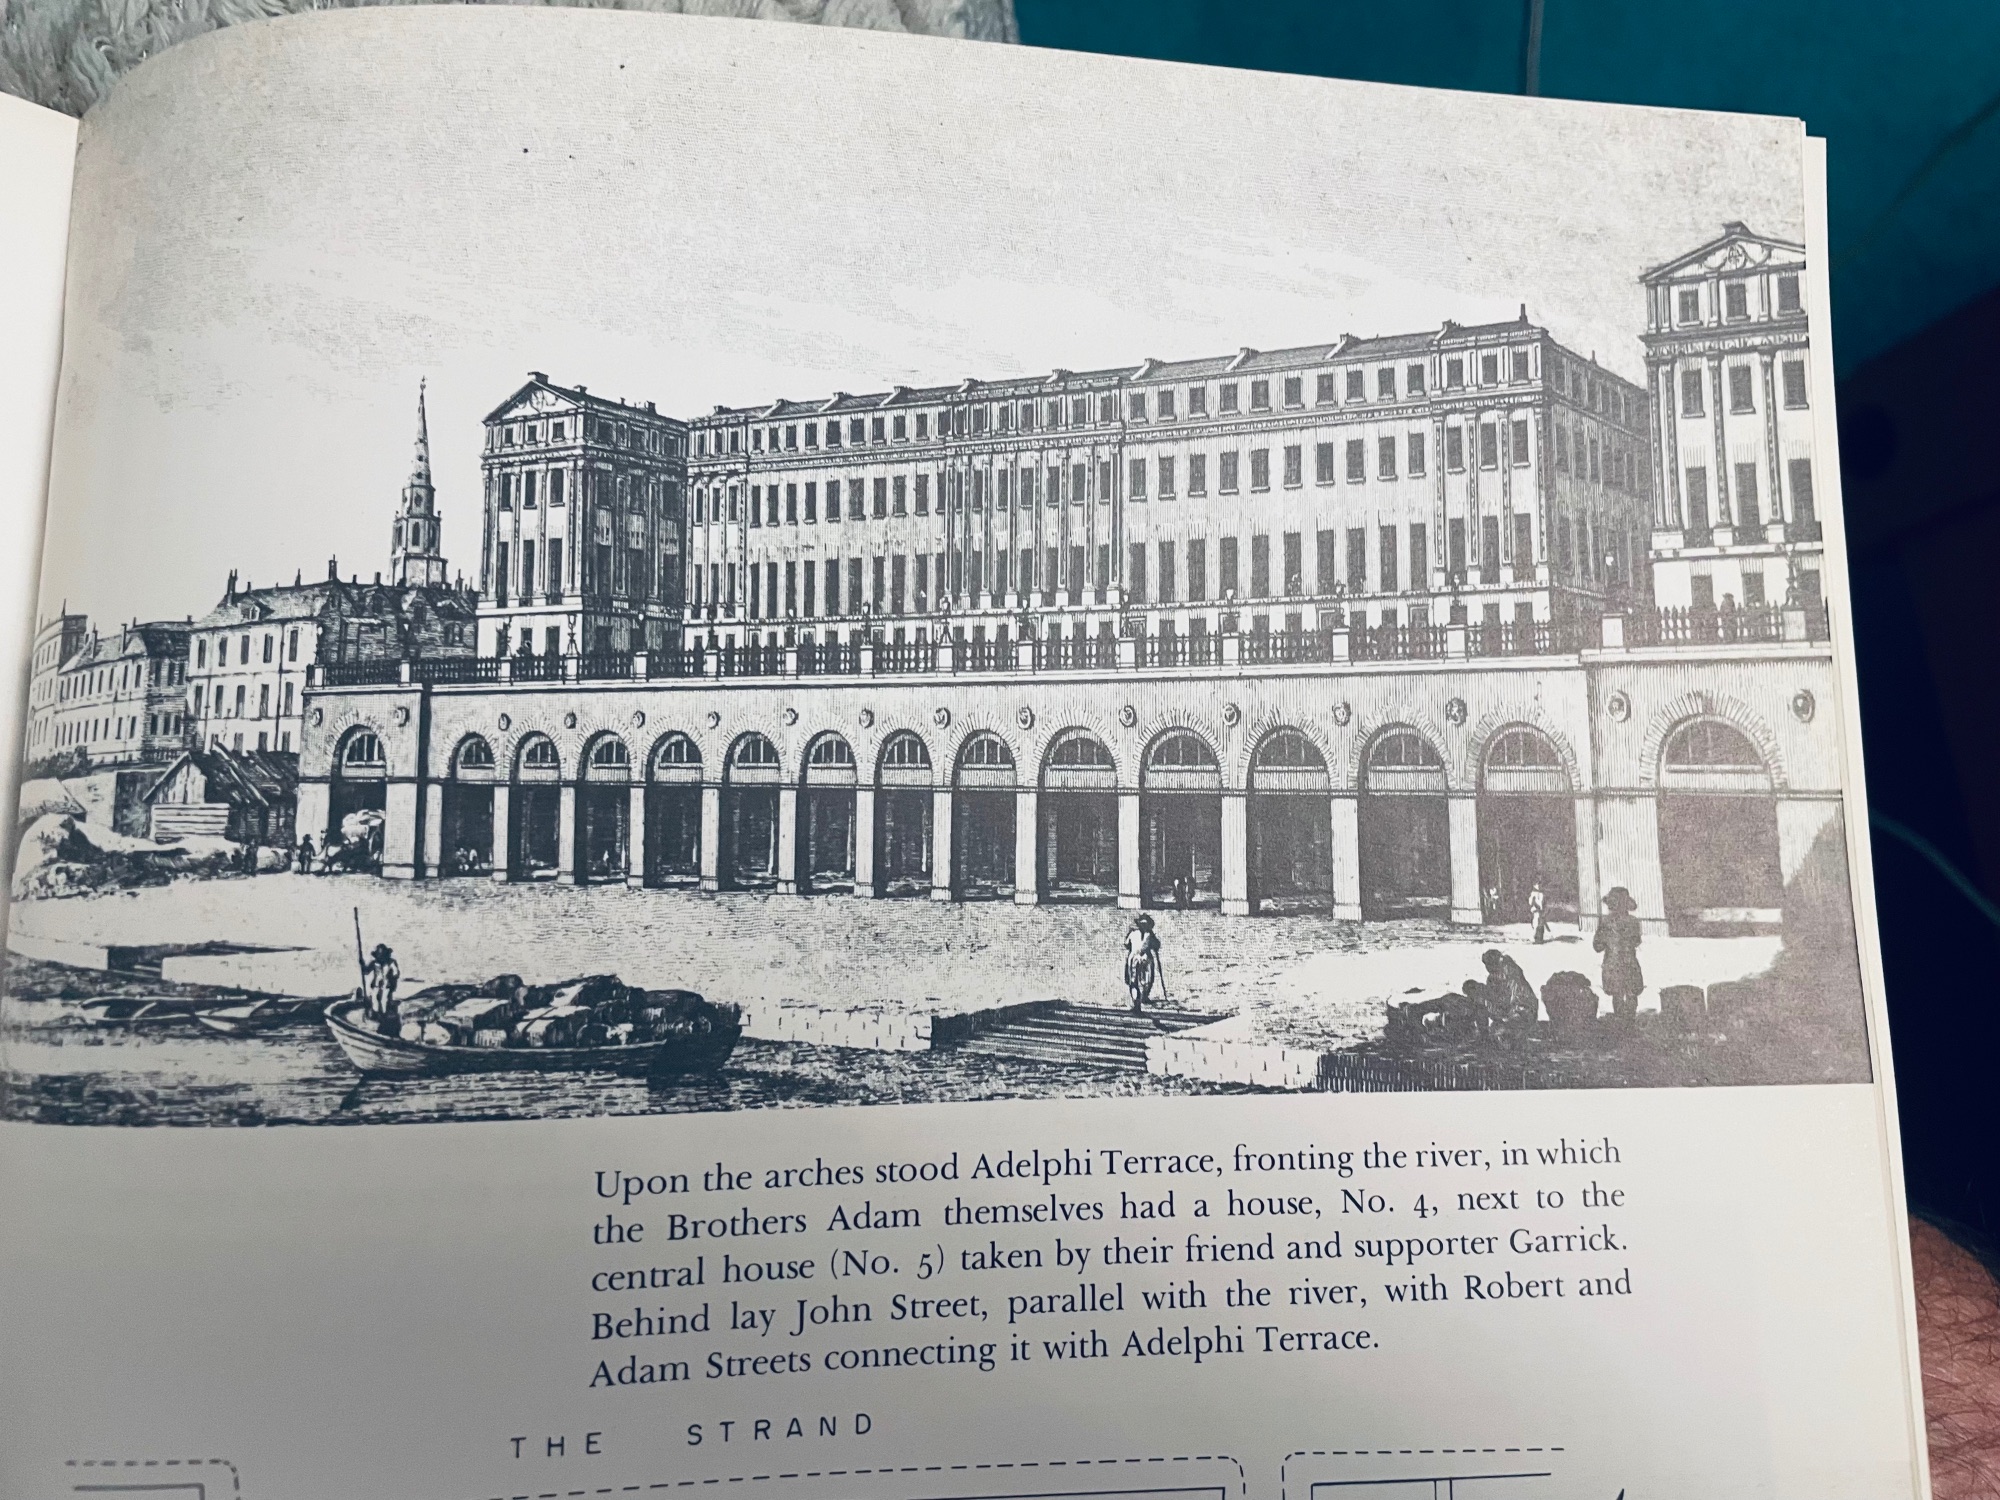 Upon the arches stood Adelphi Terrace, fronting the river, in which
the Brothers Adam themselves had a house, No. 4, next to the
central house (No. 5) taken by their friend and supporter Garrick.
Behind lay John Street, parallel with the river, with Robert and
Adam Streets connecting it with Adelphi Terrace.
THE STRAND